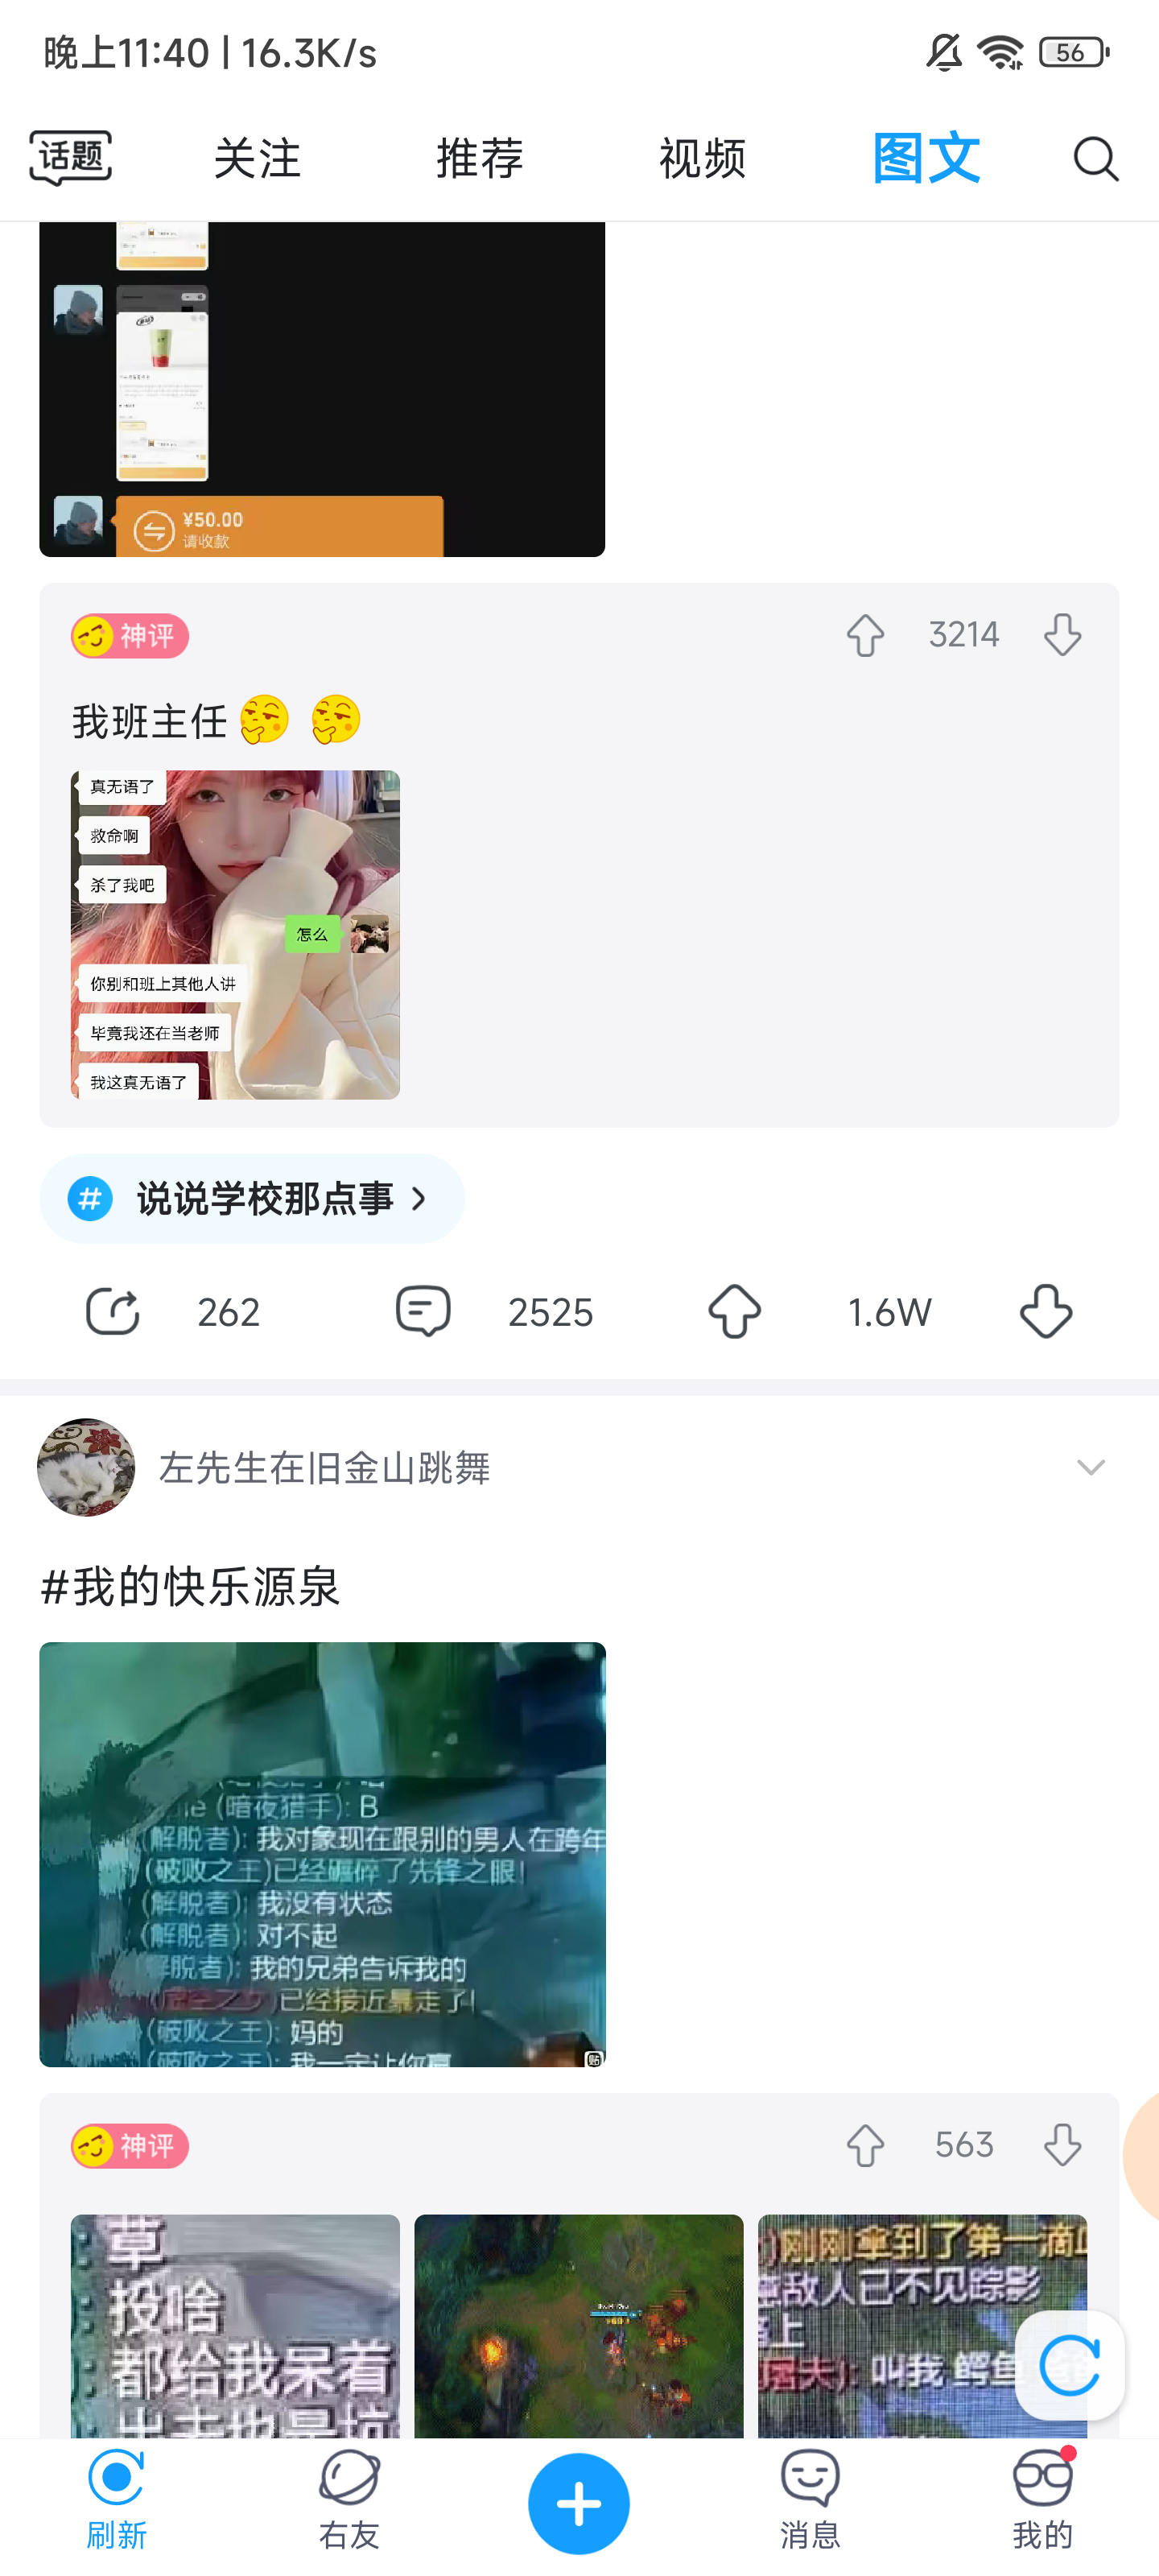 晚上11:40 | 16.3K/s
56
话题 关注 推荐 视频 图文
¥50.00
请收款
神评 3214
我班主任
真无语了
救命啊
杀了我吧
怎么
你别和班上其他人讲
毕竟我还在当老师
我这真无语了
# 说说学校那点事
262 2525 1.6W
左先生在旧金山跳舞
#我的快乐源泉
(暗夜猎手): B
(解脱者): 我对象现在跟别的男人在跨年
(破败之王)已经碾碎了先锋之眼!
(解脱者): 我没有状态
(解脱者): 对不起
解脱者): 我的兄弟告诉我的
已经接近暴走了!
(破败之王): 妈的
(破败之王): 我一定让你赢
贴
神评 563
草
投啥
都给我呆着
刚刚拿到了第一滴
敌人已不见踪影
上
屠夫): 叫我 鳄鱼
刷新 右友 消息 我的